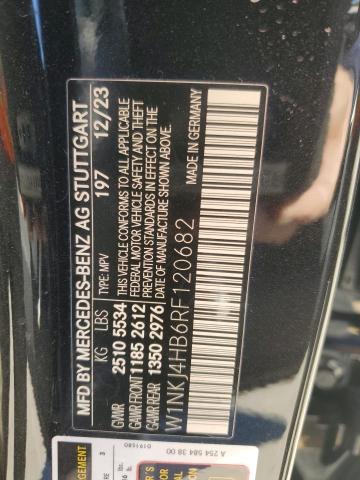 MFD BY MERCEDES-BENZ AG STUTTGART
197 12/23
TYPE: MPV
KG LBS
GVWR 2510 5534
GAWR FRONT 1185 2612
GAWR REAR 1350 2976
THIS VEHICLE CONFORMS TO ALL APPLICABLE
FEDERAL MOTOR VEHICLE SAFETY AND THEFT
PREVENTION STANDARDS IN EFFECT ON THE
DATE OF MANUFACTURE SHOWN ABOVE.
MADE IN GERMANY
W1NKJ4HB6RF120682
A 254 584 38 00
01911580